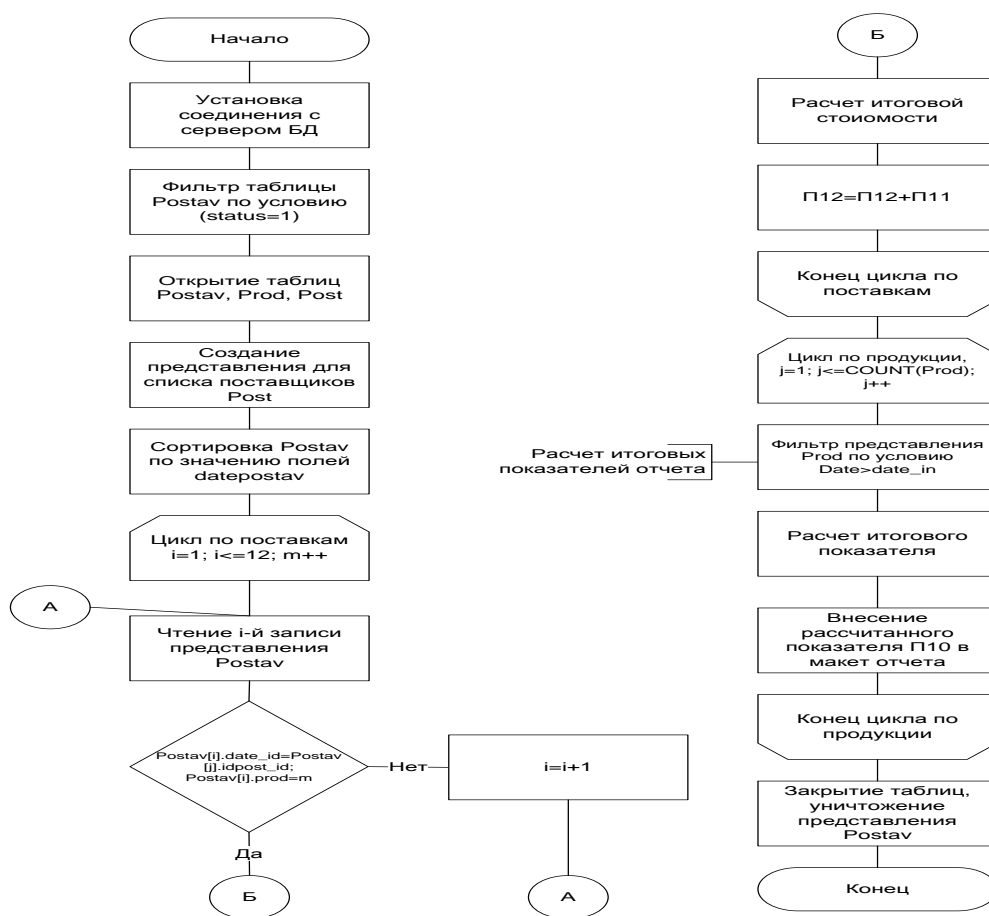 Начало
Установка
соединения с
сервером БД
Фильтр таблицы
Postav по условию
(status=1)
Открытие таблиц
Postav, Prod, Post
Создание
представления для
списка поставщиков
Post
Сортировка Postav
по значению полей
datepostav
Цикл по поставкам
i=1; i<=12; m++
А
Чтение i-й записи
представления
Postav
Postav[i].date_id=Postav
[j].idpost_id;
Postav[i].prod=m
Нет
i=i+1
Да
Б
А
Б
Расчет итоговой
стоиомости
П12=П12+П11
Конец цикла по
поставкам
Цикл по продукции,
j=1; j<=COUNT(Prod);
j++
Расчет итоговых
показателей отчета
Фильтр представления
Prod по условию
Date>date_in
Расчет итогового
показателя
Внесение
рассчитанного
показателя П10 в
макет отчета
Конец цикла по
продукции
Закрытие таблиц,
уничтожение
представления
Postav
Конец